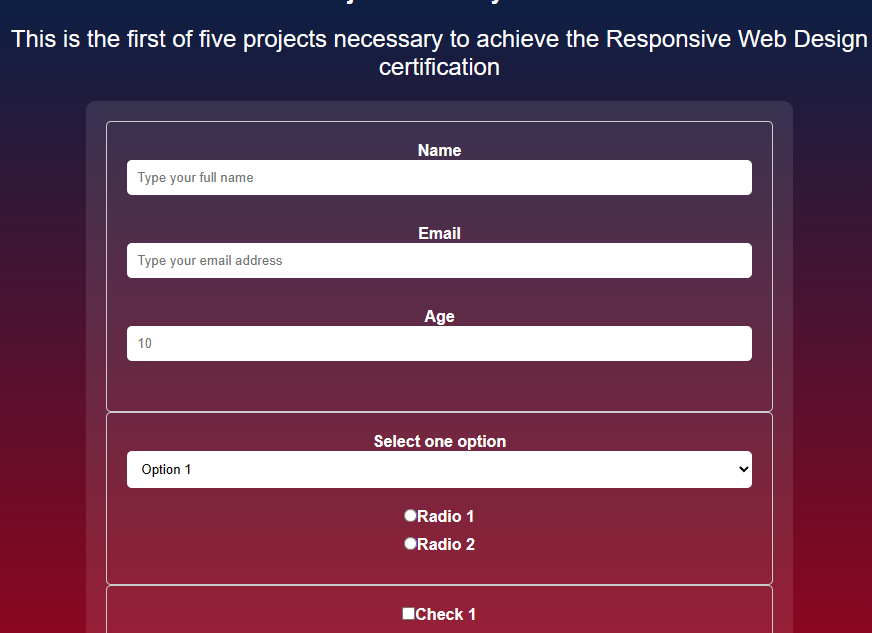 This is the first of five projects necessary to achieve the Responsive Web Design
certification
Name
Type your full name
Email
Type your email address
Age
10
Select one option
Option 1
Radio 1
Radio 2
Check 1